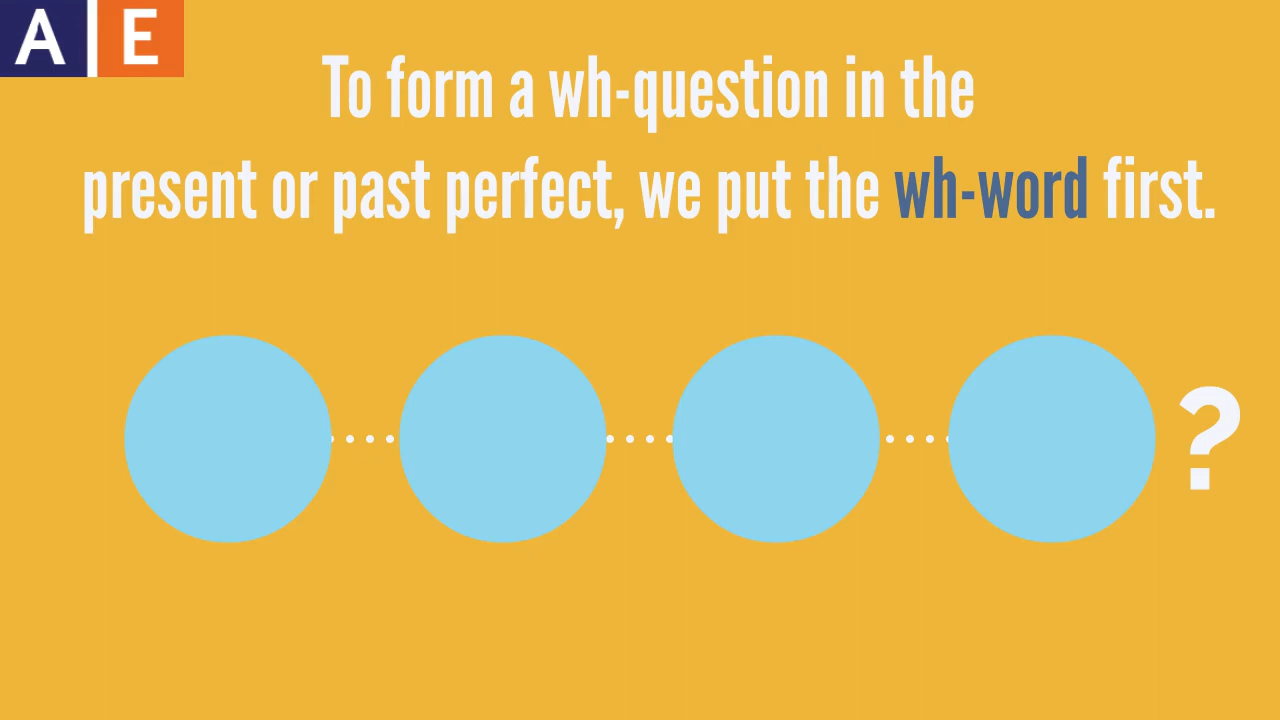 A E
To form a wh-question in the
present or past perfect, we put the wh-word first.
?